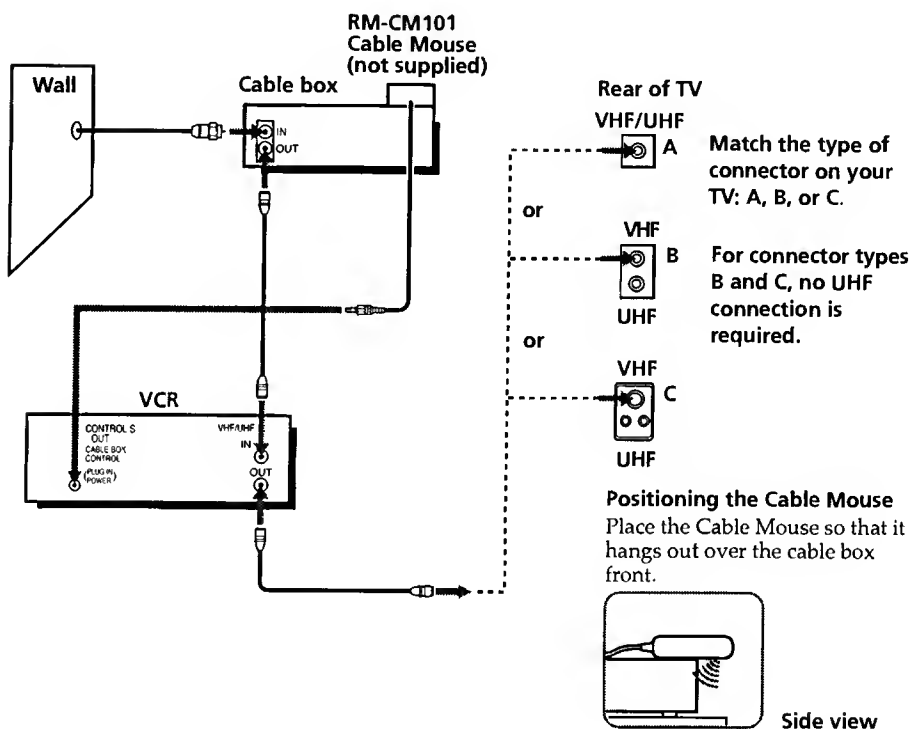 RM-CM101
Cable Mouse
(not supplied)
Wall
Cable box
IN
OUT
Rear of TV
VHF/UHF
A
Match the type of
connector on your
TV: A, B, or C.
or
VHF
B
UHF
For connector types
B and C, no UHF
connection is
required.
or
VHF
C
UHF
VCR
CONTROL S
OUT
CABLE BOX
CONTROL
(PLUG IN
POWER)
VHF/UHF
IN
OUT
Positioning the Cable Mouse
Place the Cable Mouse so that it
hangs out over the cable box
front.
Side view